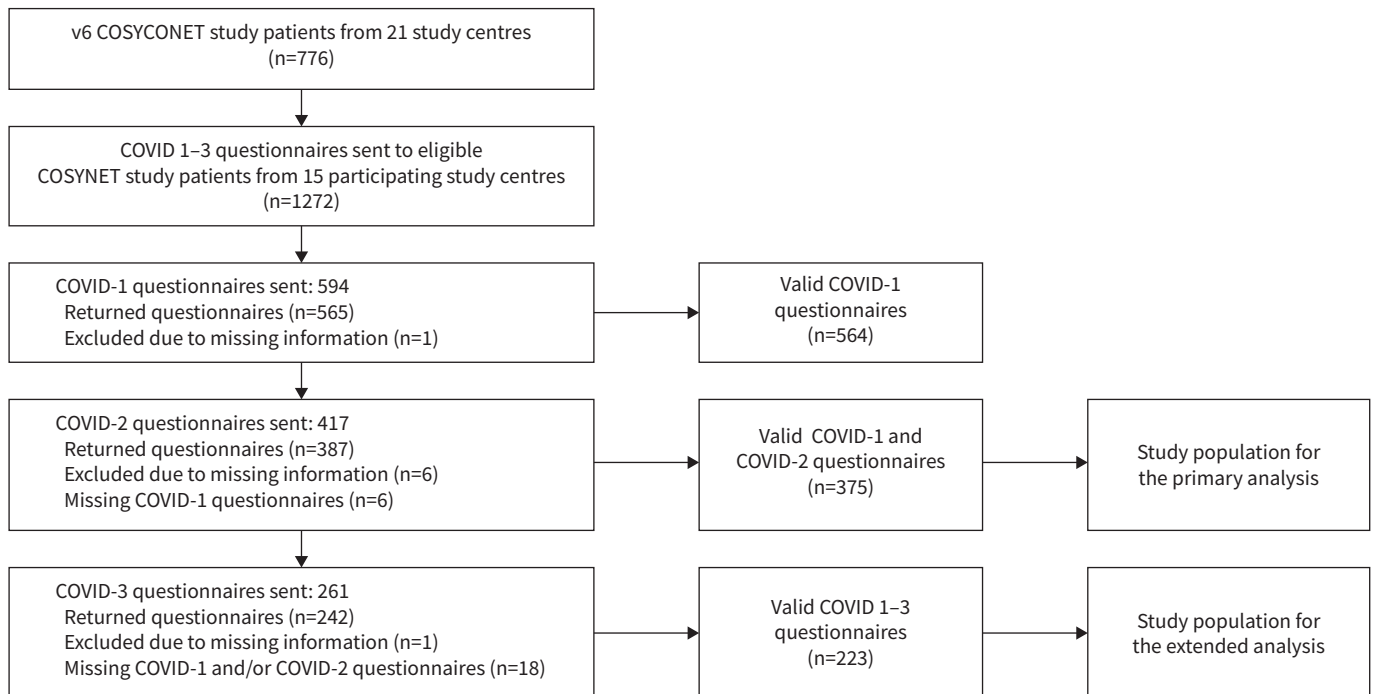 v6 COSYCONET study patients from 21 study centres
(n=776)
COVID 1–3 questionnaires sent to eligible
COSYNET study patients from 15 participating study centres
(n=1272)
COVID-1 questionnaires sent: 594
Returned questionnaires (n=565)
Excluded due to missing information (n=1)
Valid COVID-1
questionnaires
(n=564)
COVID-2 questionnaires sent: 417
Returned questionnaires (n=387)
Excluded due to missing information (n=6)
Missing COVID-1 questionnaires (n=6)
Valid COVID-1 and
COVID-2 questionnaires
(n=375)
Study population for
the primary analysis
COVID-3 questionnaires sent: 261
Returned questionnaires (n=242)
Excluded due to missing information (n=1)
Missing COVID-1 and/or COVID-2 questionnaires (n=18)
Valid COVID 1–3
questionnaires
(n=223)
Study population for
the extended analysis